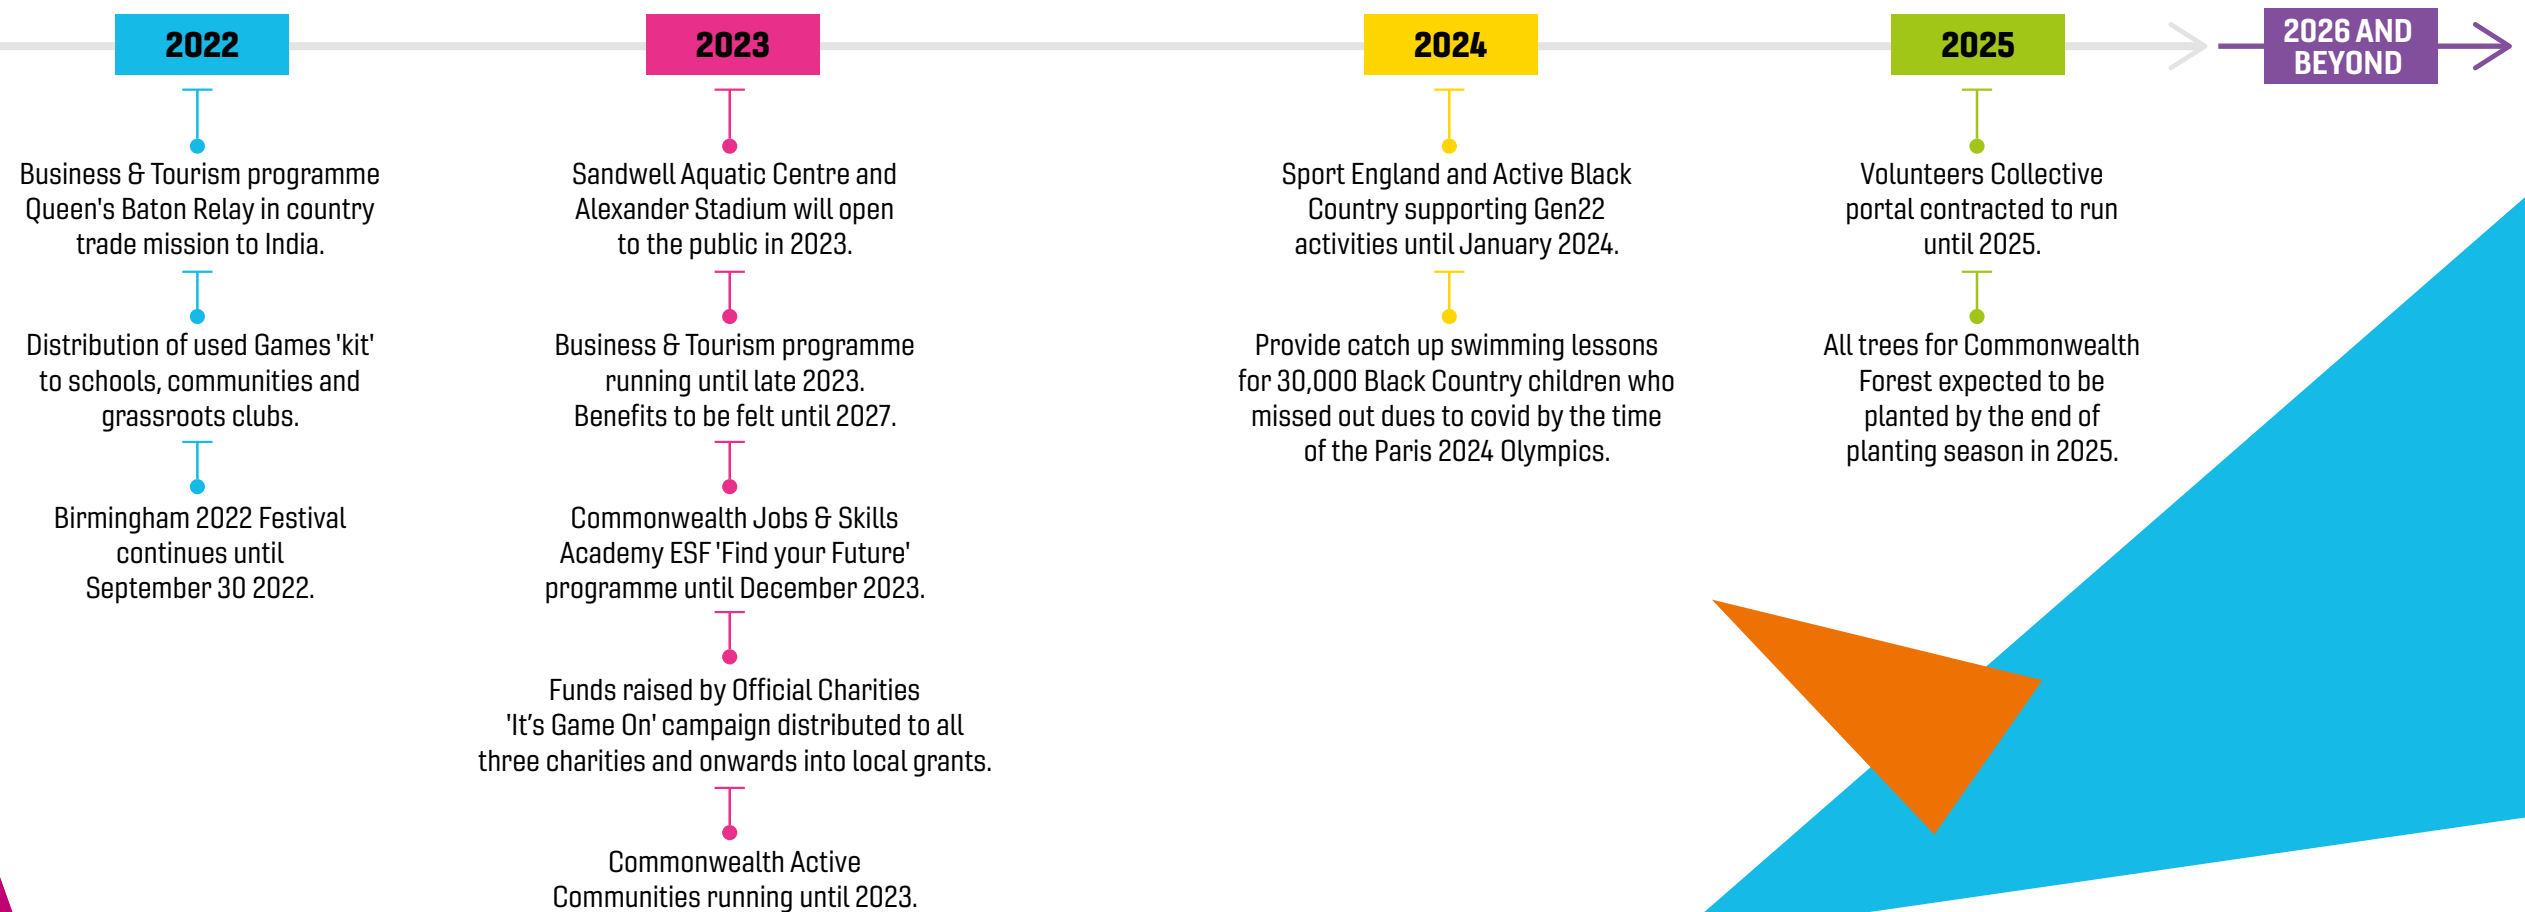 2022
Business & Tourism programme
Queen's Baton Relay in country
trade mission to India.
Distribution of used Games 'kit'
to schools, communities and
grassroots clubs.
Birmingham 2022 Festival
continues until
September 30 2022.
2023
Sandwell Aquatic Centre and
Alexander Stadium will open
to the public in 2023.
Business & Tourism programme
running until late 2023.
Benefits to be felt until 2027.
Commonwealth Jobs & Skills
Academy ESF 'Find your Future'
programme until December 2023.
Funds raised by Official Charities
'It’s Game On' campaign distributed to all
three charities and onwards into local grants.
Commonwealth Active
Communities running until 2023.
2024
Sport England and Active Black
Country supporting Gen22
activities until January 2024.
Provide catch up swimming lessons
for 30,000 Black Country children who
missed out dues to covid by the time
of the Paris 2024 Olympics.
2025
Volunteers Collective
portal contracted to run
until 2025.
All trees for Commonwealth
Forest expected to be
planted by the end of
planting season in 2025.
2026 AND
BEYOND